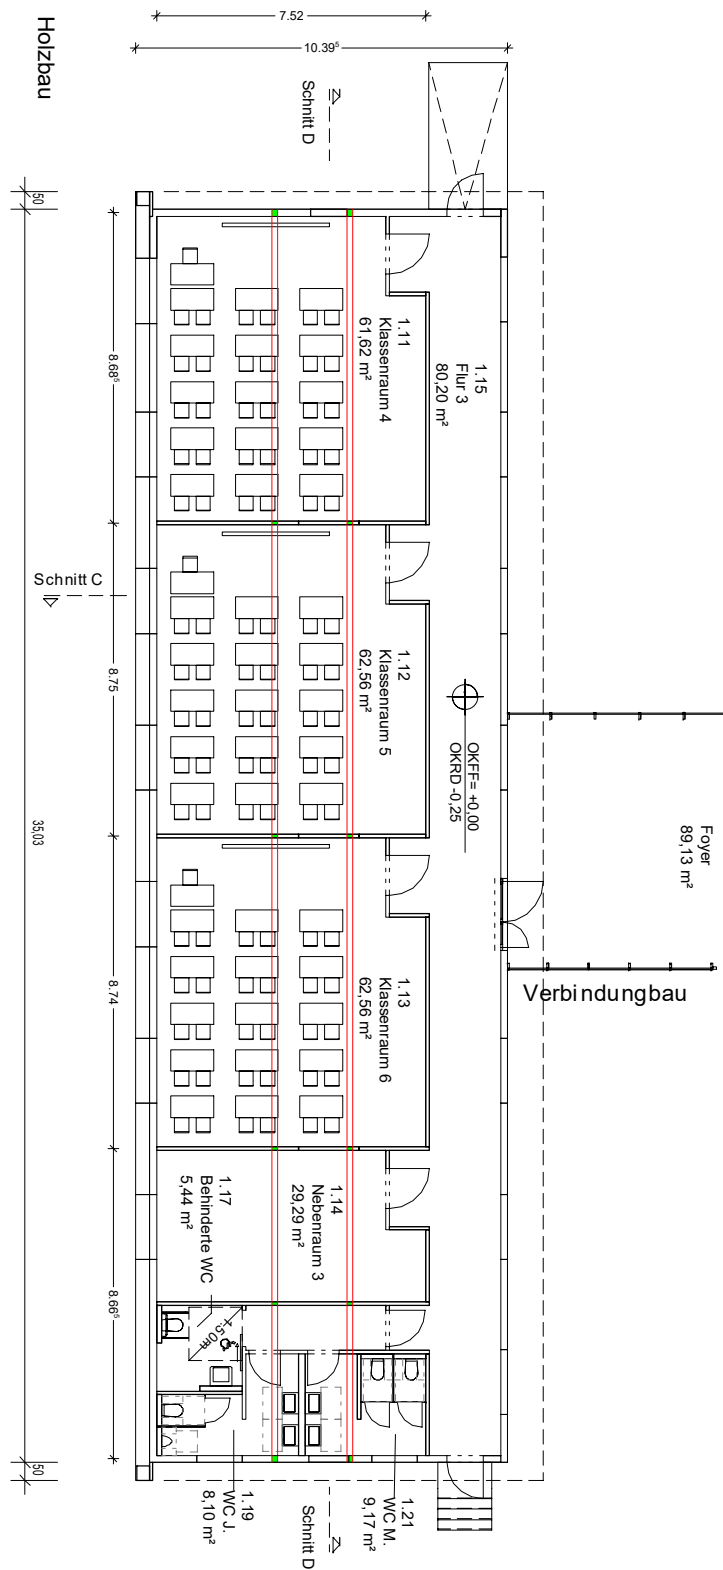 7.52
10.39⁵
Holzbau
Schnitt D
50
1.11
Klassenraum 4
61,62 m²
1.15
Flur 3
80,20 m²
8.68⁵
Schnitt C
1.12
Klassenraum 5
62,56 m²
8.75
OKFF= +0,00
OKRD -0,25
Foyer
89,13 m²
35,03
Verbindungbau
1.13
Klassenraum 6
62,56 m²
8.74
1.14
Nebenraum 3
29,29 m²
1.17
Behinderte WC
5,44 m²
8.66⁵
1.50m
50
1.19
WC J.
8,10 m²
Schnitt D
1.21
WC M.
9,17 m²